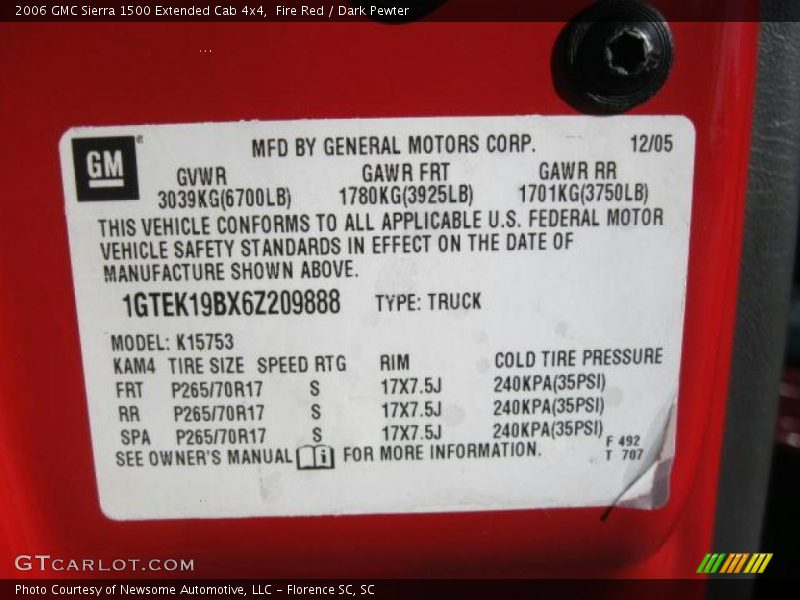 2006 GMC Sierra 1500 Extended Cab 4x4,  Fire Red / Dark Pewter
GM
MFD BY GENERAL MOTORS CORP. 12/05
GVWR GAWR FRT GAWR RR
3039KG(6700LB) 1780KG(3925LB) 1701KG(3750LB)
THIS VEHICLE CONFORMS TO ALL APPLICABLE U.S. FEDERAL MOTOR
VEHICLE SAFETY STANDARDS IN EFFECT ON THE DATE OF
MANUFACTURE SHOWN ABOVE.
1GTEK19BX6Z209888 TYPE: TRUCK
MODEL: K15753
KAM4 TIRE SIZE SPEED RTG RIM COLD TIRE PRESSURE
FRT P265/70R17 S 17X7.5J 240KPA(35PSI)
RR P265/70R17 S 17X7.5J 240KPA(35PSI)
SPA P265/70R17 S 17X7.5J 240KPA(35PSI)
F 492
SEE OWNER'S MANUAL i FOR MORE INFORMATION. T 707
GTCARLOT.COM
Photo Courtesy of Newsome Automotive, LLC - Florence SC, SC